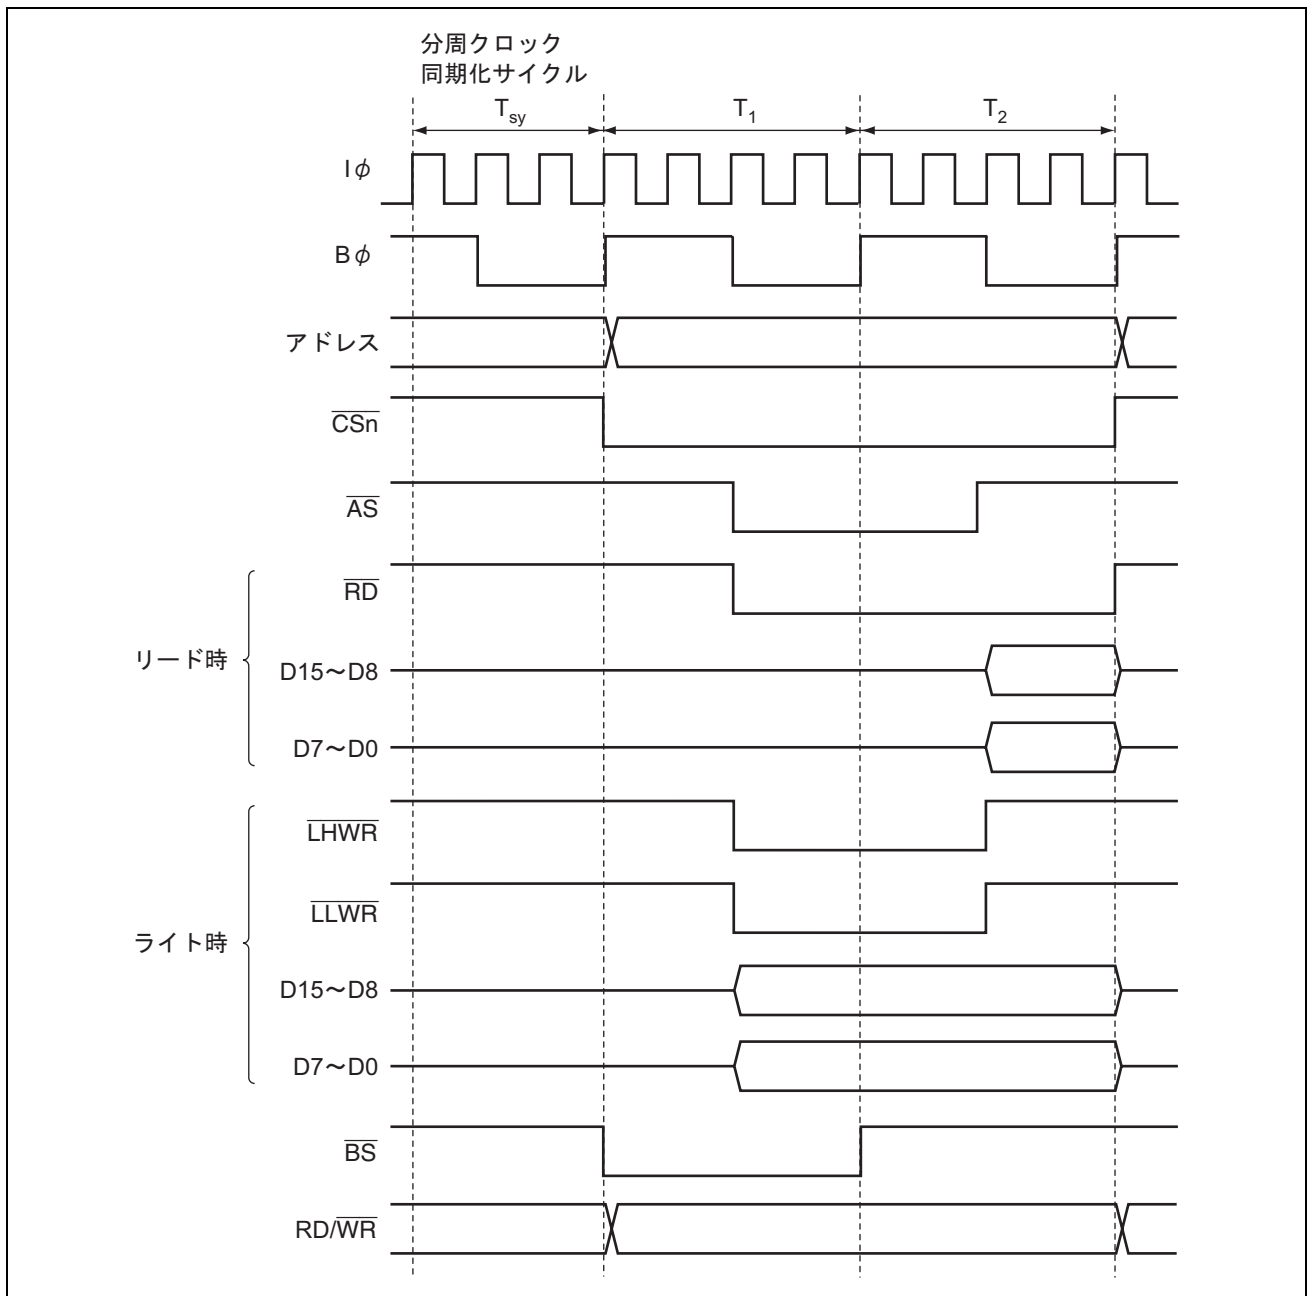 分周クロック
同期化サイクル
Tsy
T1
T2
Iφ
Bφ
アドレス
CSn
AS
リード時
RD
D15～D8
D7～D0
ライト時
LHWR
LLWR
D15～D8
D7～D0
BS
RD/WR